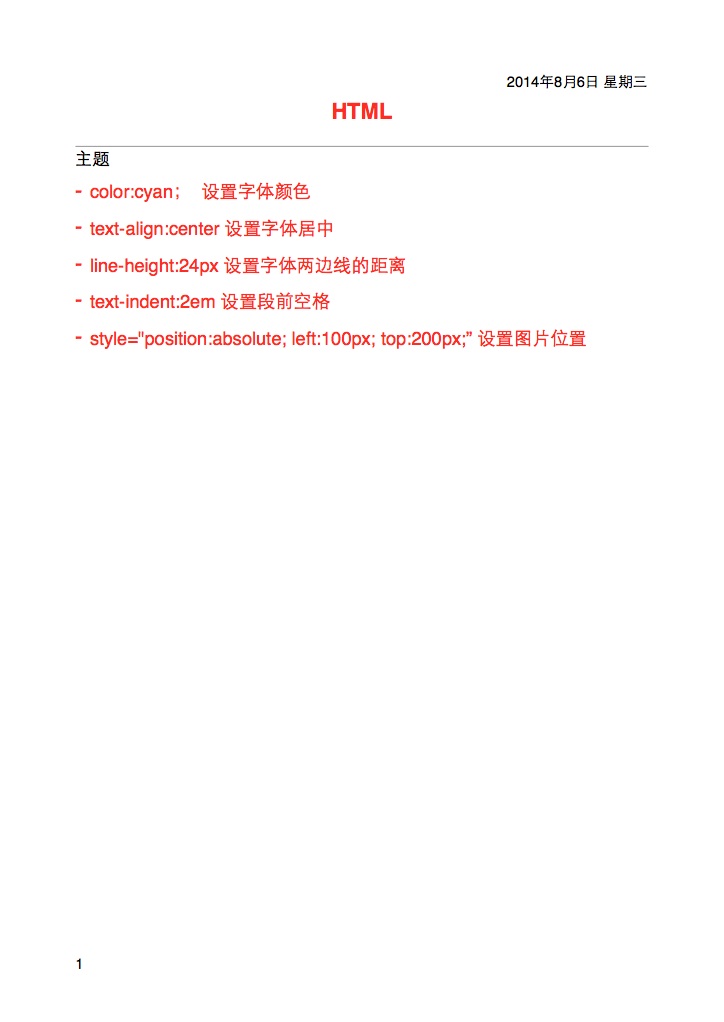 2014年8月6日 星期三
HTML
主题
- color:cyan； 设置字体颜色
- text-align:center 设置字体居中
- line-height:24px 设置字体两边线的距离
- text-indent:2em 设置段前空格
- style="position:absolute; left:100px; top:200px;” 设置图片位置
1